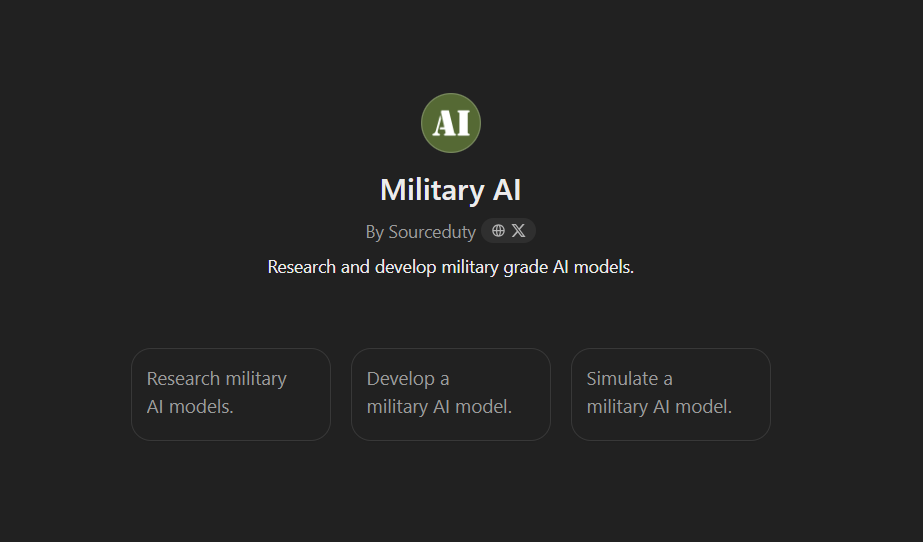 AI
Military AI
By Sourceduty
Research and develop military grade AI models.
Research military
AI models.
Develop a
military AI model.
Simulate a
military AI model.